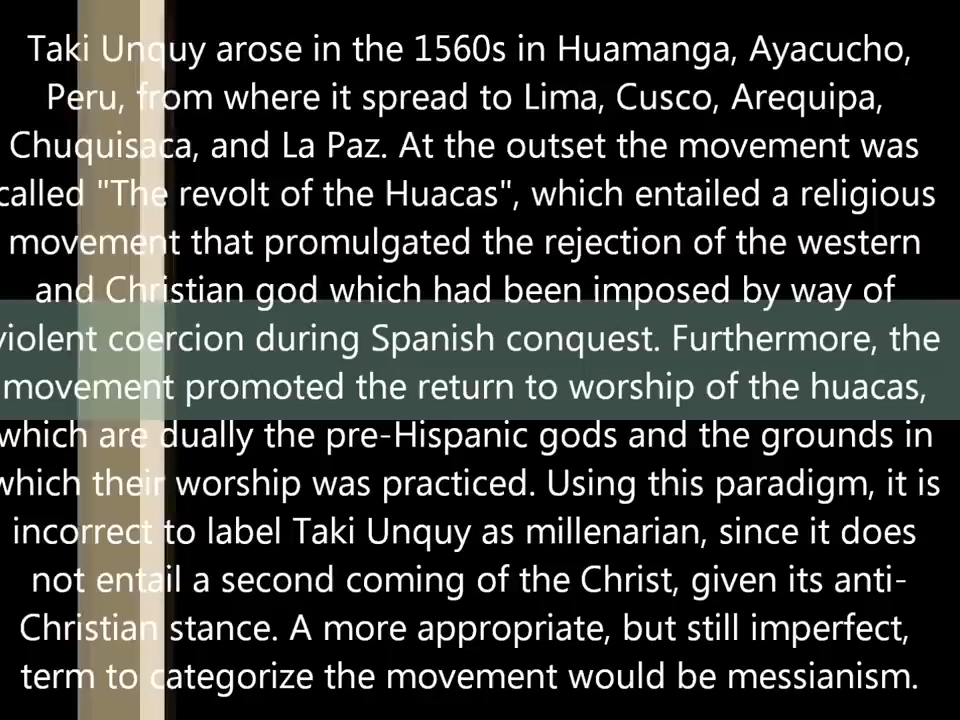 Taki Unquy arose in the 1560s in Huamanga, Ayacucho,
Peru, from where it spread to Lima, Cusco, Arequipa,
Chuquisaca, and La Paz. At the outset the movement was
called "The revolt of the Huacas", which entailed a religious
movement that promulgated the rejection of the western
and Christian god which had been imposed by way of
violent coercion during Spanish conquest. Furthermore, the
movement promoted the return to worship of the huacas,
which are dually the pre-Hispanic gods and the grounds in
which their worship was practiced. Using this paradigm, it is
incorrect to label Taki Unquy as millenarian, since it does
not entail a second coming of the Christ, given its anti-
Christian stance. A more appropriate, but still imperfect,
term to categorize the movement would be messianism.